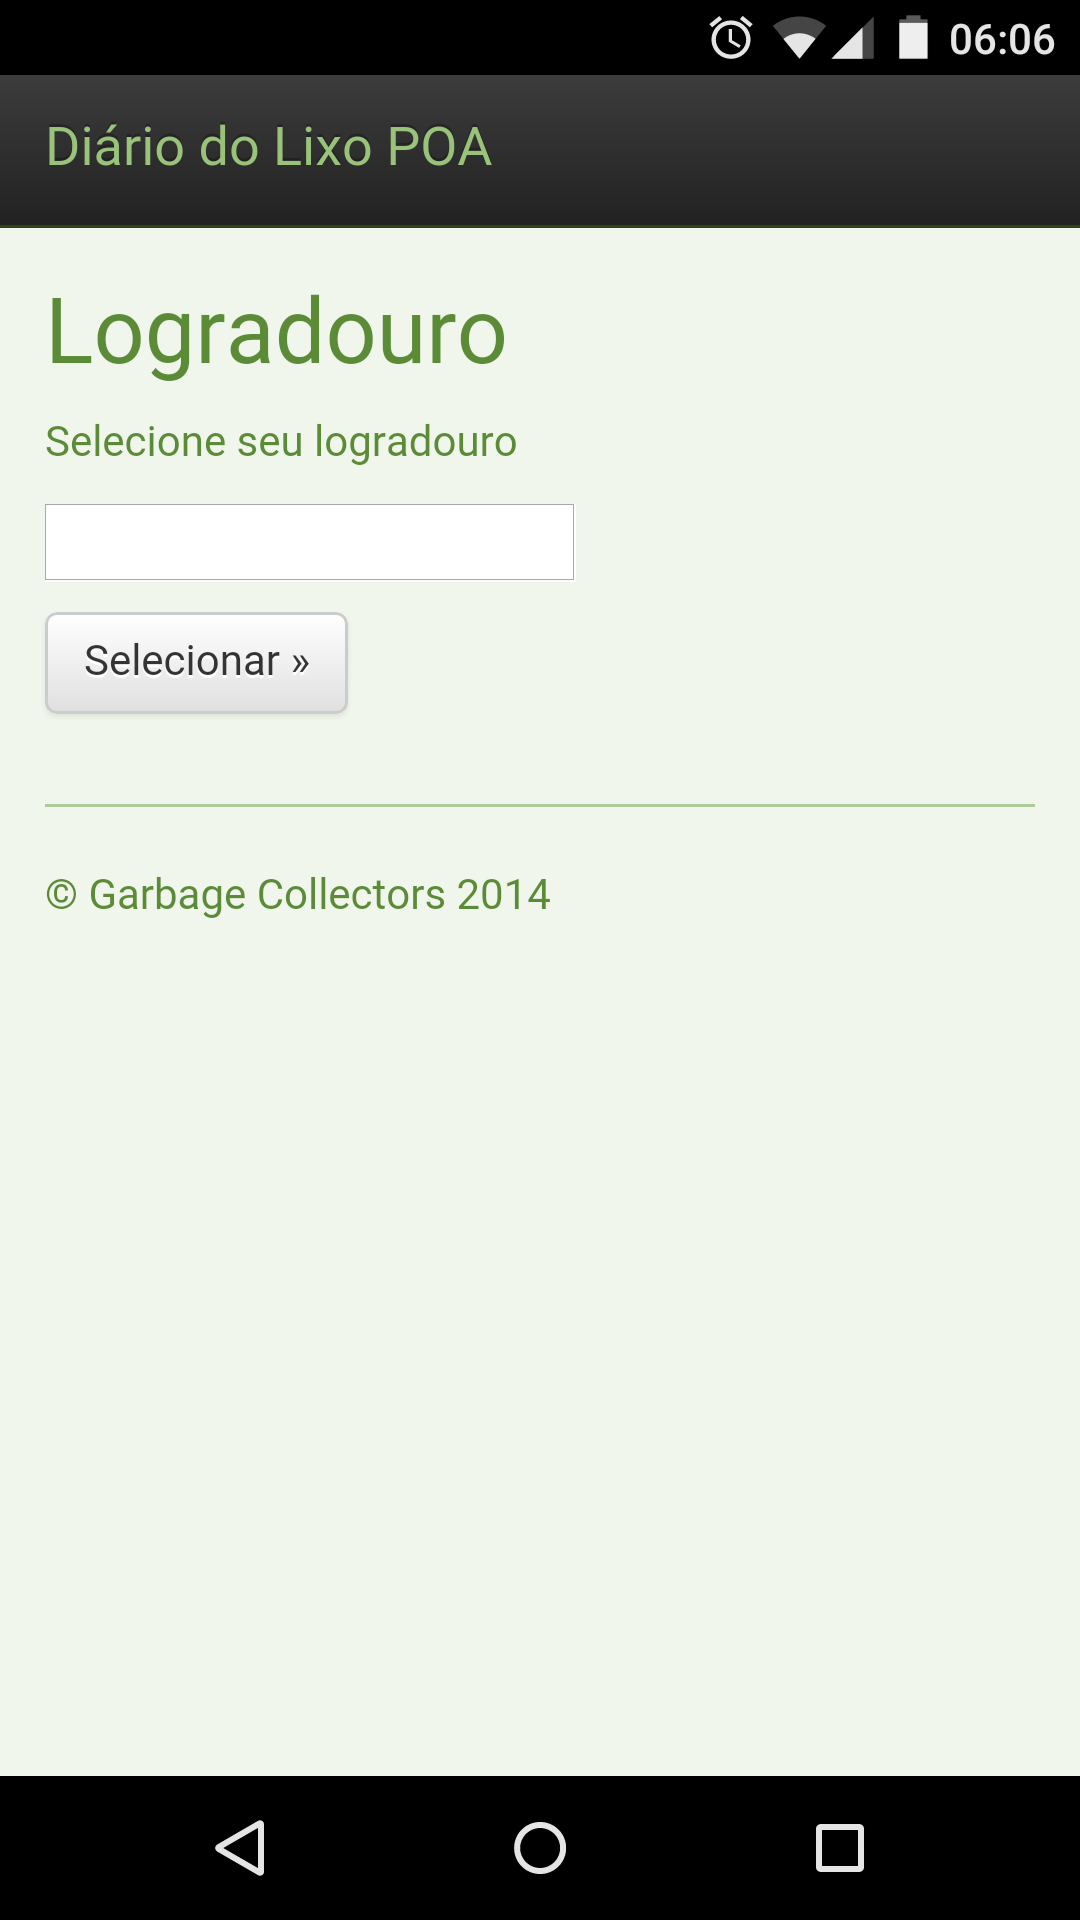 06:06
Diário do Lixo POA
Logradouro
Selecione seu logradouro
Selecionar »
© Garbage Collectors 2014